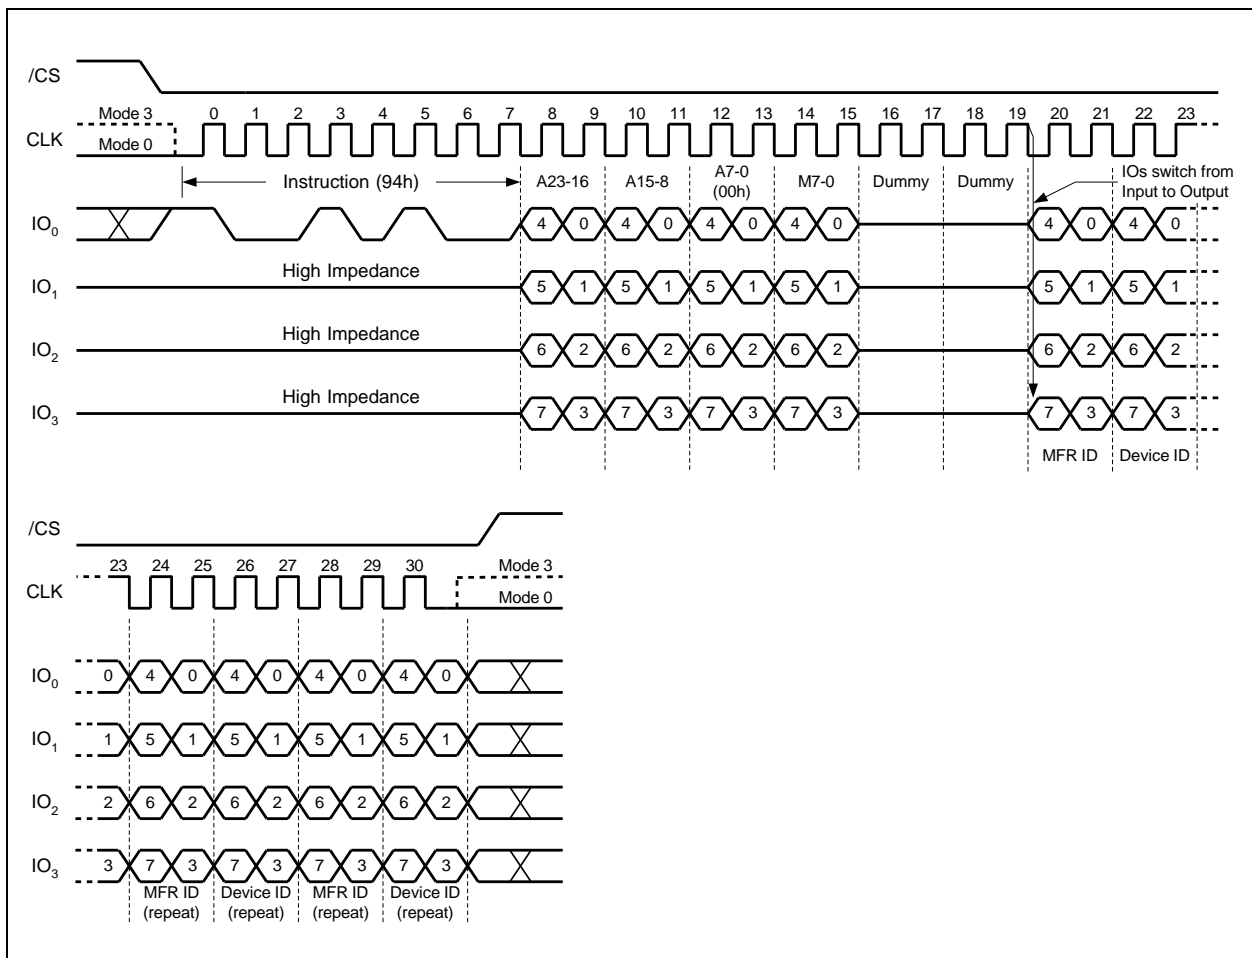 /CS
Mode 3 0 1 2 3 4 5 6 7 8 9 10 11 12 13 14 15 16 17 18 19 20 21 22 23
CLK Mode 0
Instruction (94h) A23-16 A15-8 A7-0 (00h) M7-0 Dummy Dummy IOs switch from Input to Output
IO0 4 0 4 0 4 0 4 0 4 0 4 0
High Impedance
IO1 5 1 5 1 5 1 5 1 5 1 5 1
High Impedance
IO2 6 2 6 2 6 2 6 2 6 2 6 2
High Impedance
IO3 7 3 7 3 7 3 7 3 7 3 7 3
MFR ID Device ID
/CS
23 24 25 26 27 28 29 30 Mode 3
CLK Mode 0
IO0 0 4 0 4 0 4 0 4 0
IO1 1 5 1 5 1 5 1 5 1
IO2 2 6 2 6 2 6 2 6 2
IO3 3 7 3 7 3 7 3 7 3
MFR ID Device ID MFR ID Device ID
(repeat) (repeat) (repeat) (repeat)